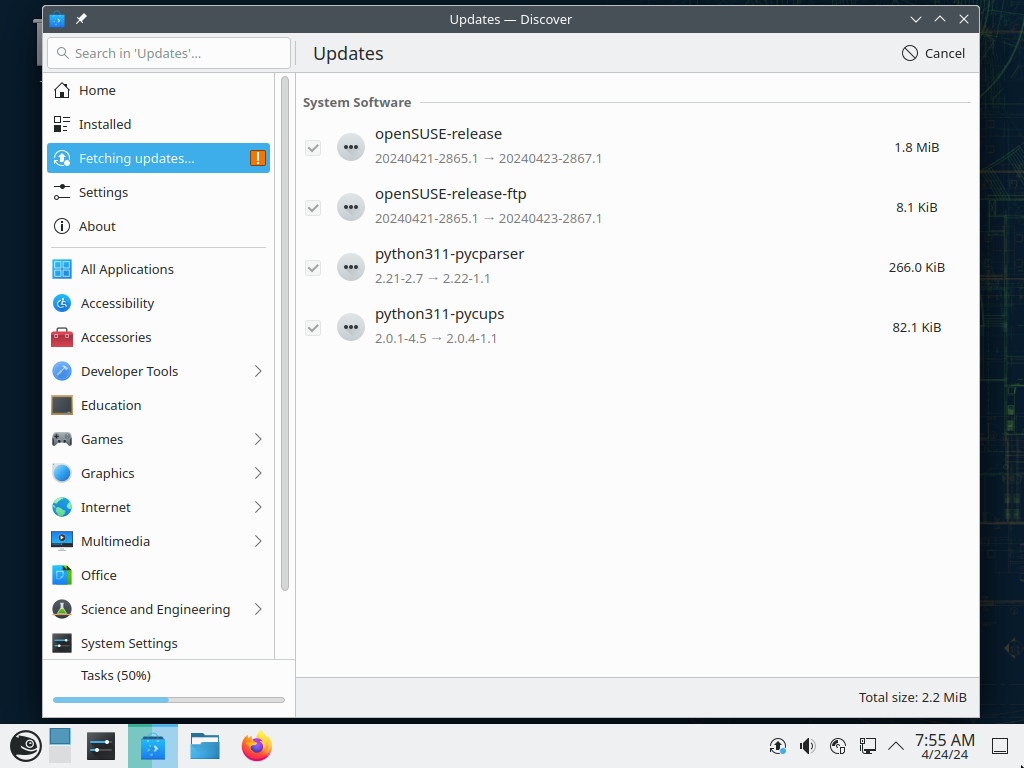 Updates — Discover
Search in 'Updates'...
Updates
Cancel
Home
Installed
Fetching updates...
Settings
About
All Applications
Accessibility
Accessories
Developer Tools
Education
Games
Graphics
Internet
Multimedia
Office
Science and Engineering
System Settings
Tasks (50%)
System Software
openSUSE-release
20240421-2865.1 → 20240423-2867.1
1.8 MiB
openSUSE-release-ftp
20240421-2865.1 → 20240423-2867.1
8.1 KiB
python311-pycparser
2.21-2.7 → 2.22-1.1
266.0 KiB
python311-pycups
2.0.1-4.5 → 2.0.4-1.1
82.1 KiB
Total size: 2.2 MiB
7:55 AM
4/24/24